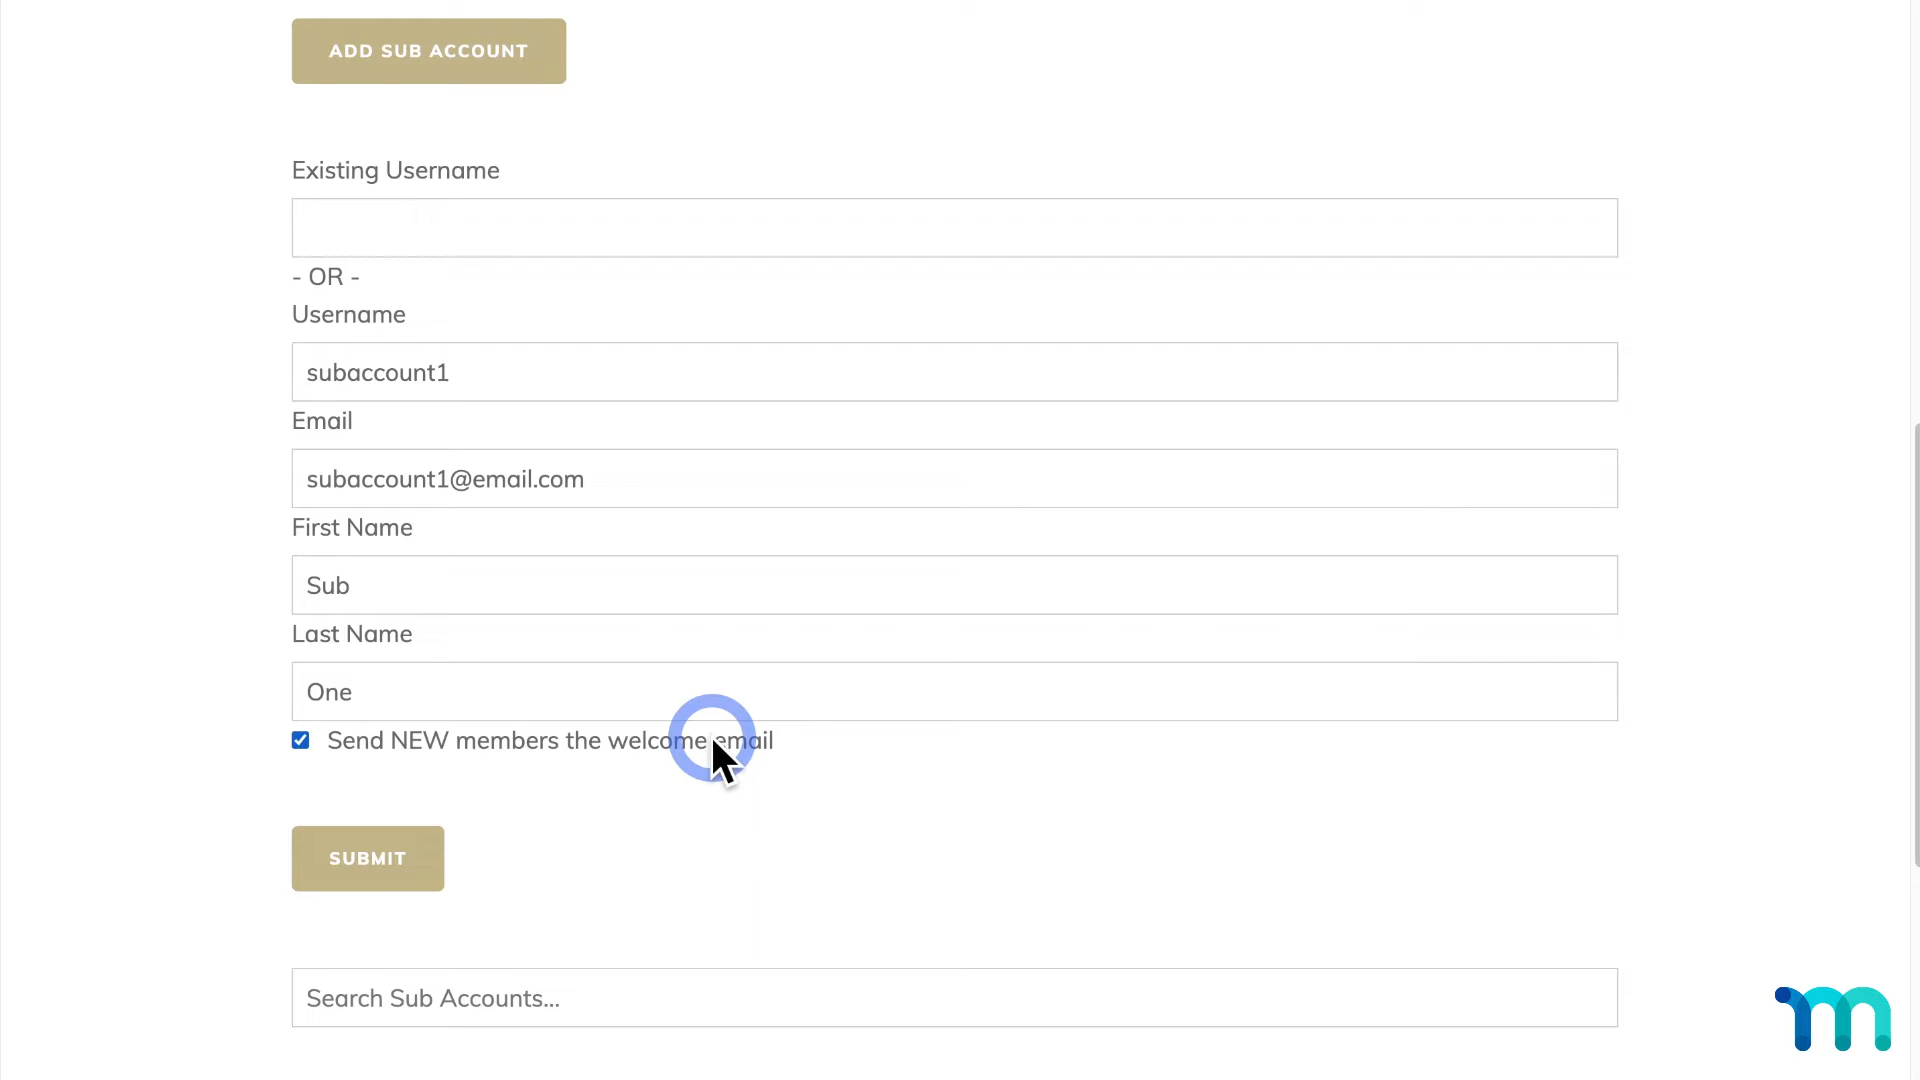 ADD SUB ACCOUNT
Existing Username
- OR -
Username
subaccount1
Email
subaccount1@email.com
First Name
Sub
Last Name
One
Send NEW members the welcome email
SUBMIT
Search Sub Accounts...